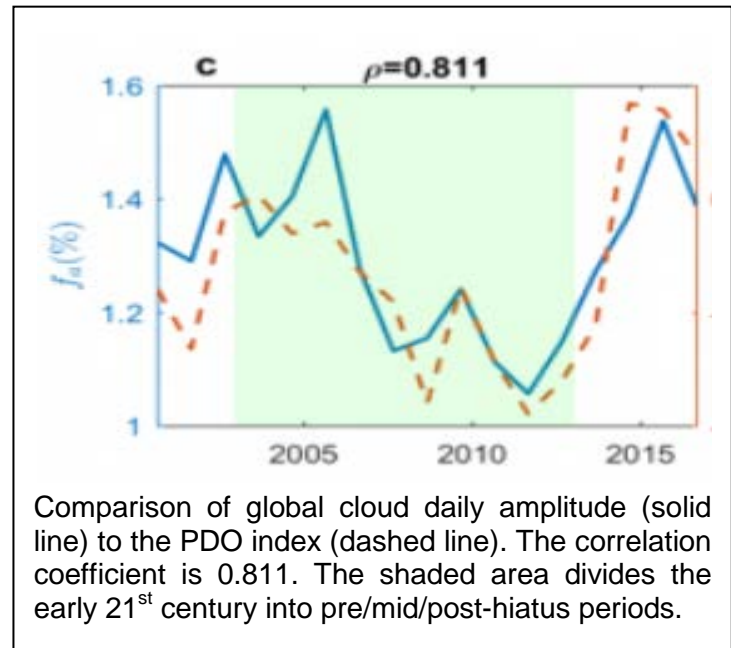 c ρ=0.811
1.6
1.4
1.2
1
fₐ(%)
2005 2010 2015
Comparison of global cloud daily amplitude (solid
line) to the PDO index (dashed line). The correlation
coefficient is 0.811. The shaded area divides the
early 21st century into pre/mid/post-hiatus periods.